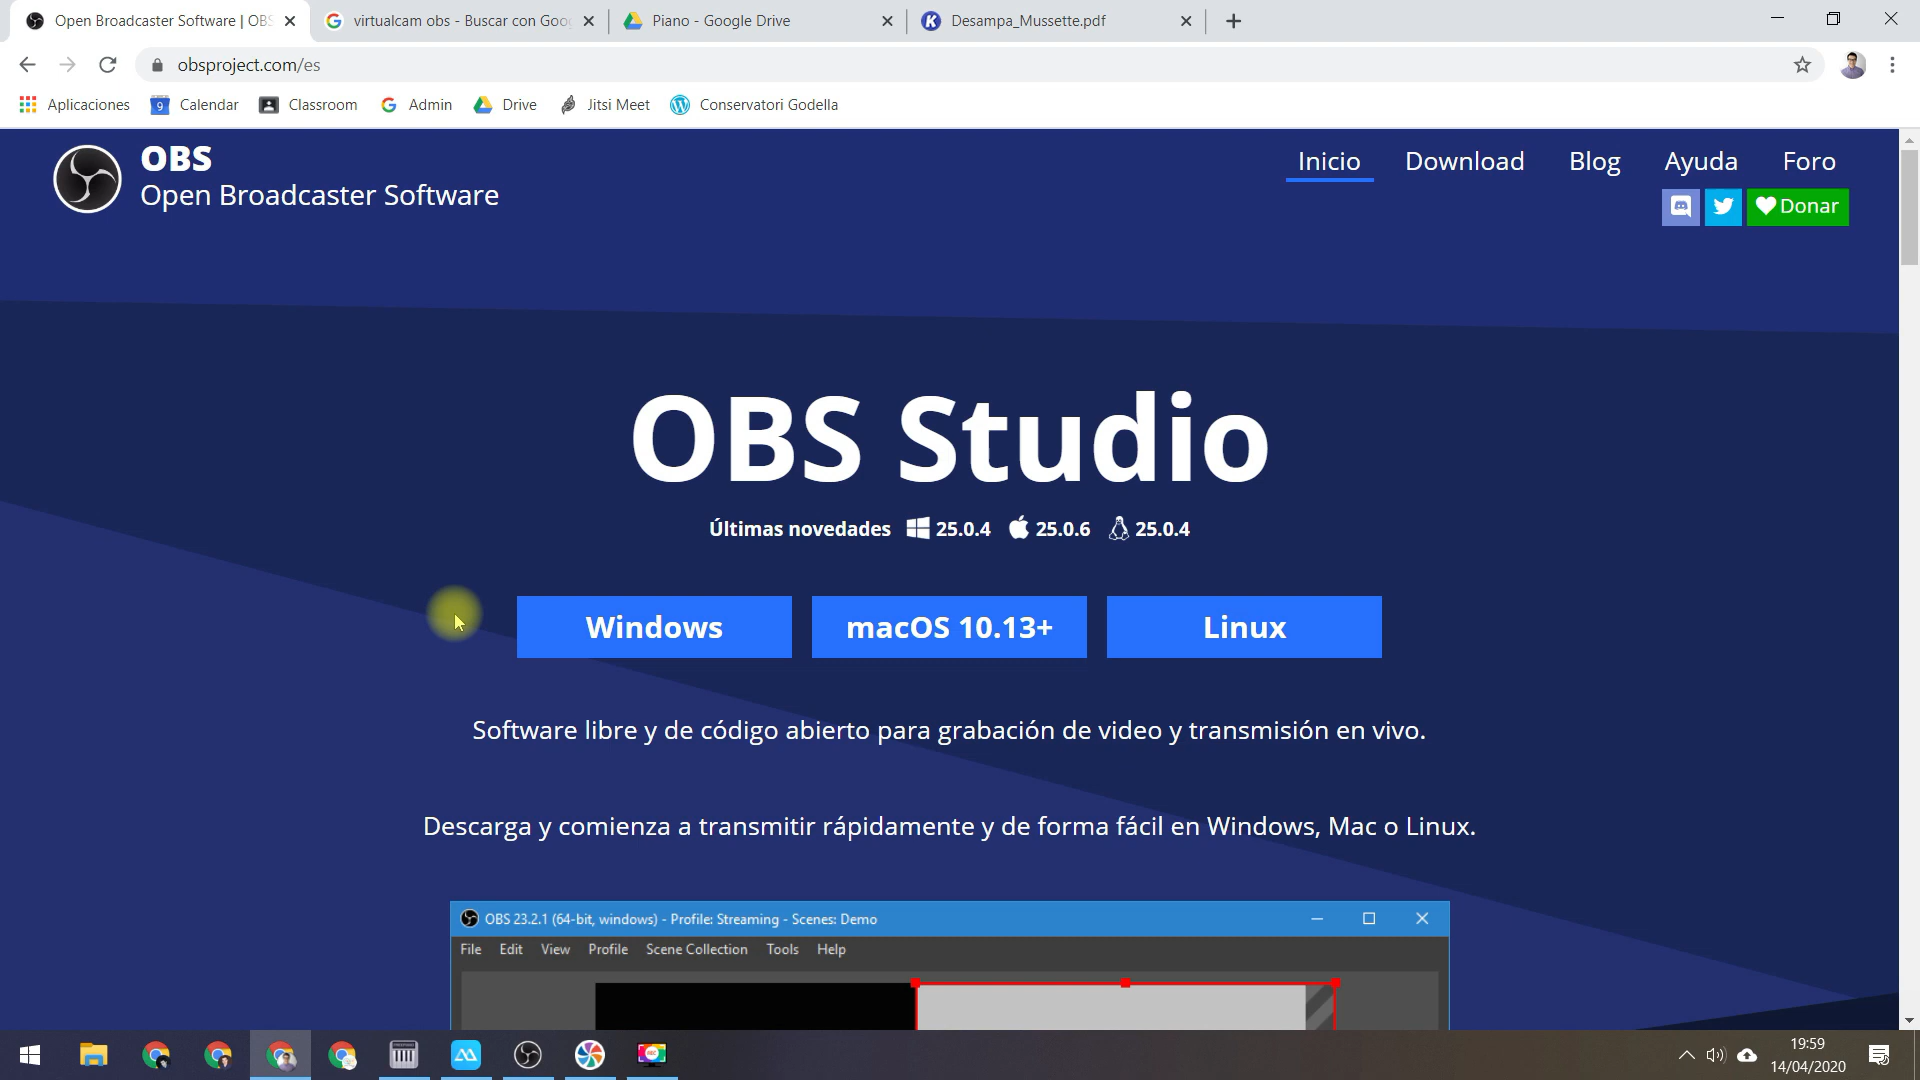 Open Broadcaster Software | OBS
virtualcam obs - Buscar con Goog
Piano - Google Drive
Desampa_Mussette.pdf
obsproject.com/es
Aplicaciones
Calendar
Classroom
Admin
Drive
Jitsi Meet
Conservatori Godella
OBS
Open Broadcaster Software
Inicio
Download
Blog
Ayuda
Foro
Donar
OBS Studio
Últimas novedades 25.0.4 25.0.6 25.0.4
Windows
macOS 10.13+
Linux
Software libre y de código abierto para grabación de video y transmisión en vivo.
Descarga y comienza a transmitir rápidamente y de forma fácil en Windows, Mac o Linux.
OBS 23.2.1 (64-bit, windows) - Profile: Streaming - Scenes: Demo
File Edit View Profile Scene Collection Tools Help
19:59
14/04/2020